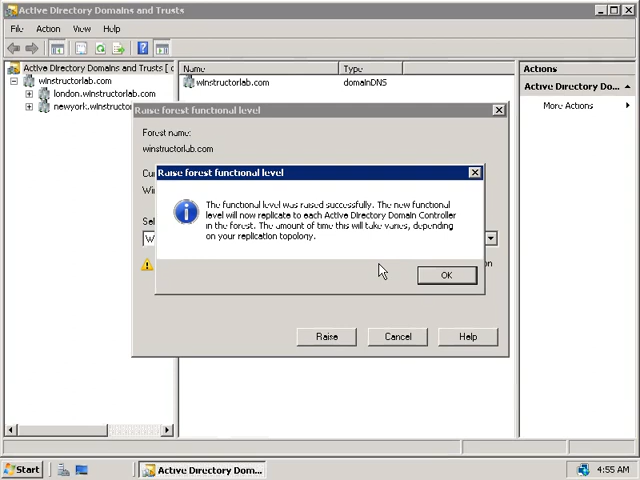 Active Directory Domains and Trusts
File Action View Help
Active Directory Domains and Trusts [
winstructorlab.com
london.winstructorlab.com
newyork.winstructor
Name Type
winstructorlab.com domainDNS
Actions
Active Directory Do...
More Actions
Raise forest functional level
Forest name:
winstructorlab.com
Raise forest functional level
The functional level was raised successfully. The new functional
level will now replicate to each Active Directory Domain Controller
in the forest. The amount of time this will take varies, depending
on your replication topology.
OK
Raise Cancel Help
Start
Active Directory Dom...
4:55 AM